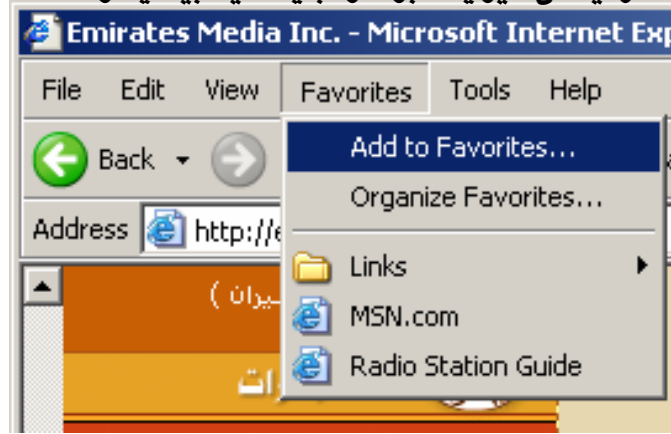 Emirates Media Inc. - Microsoft Internet Exp
File Edit View Favorites Tools Help
Back
Add to Favorites...
Organize Favorites...
Address http://e
Links
MSN.com
Radio Station Guide